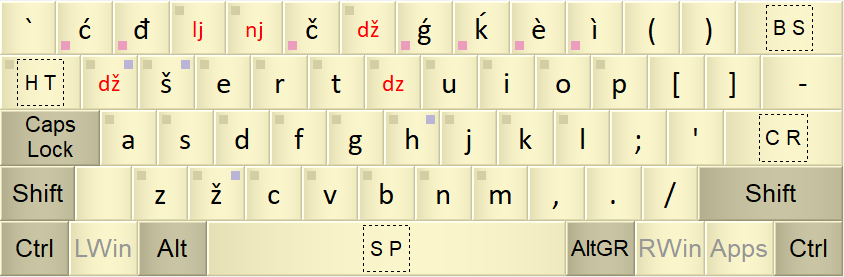 ` ć đ lj nj č dž ǵ ḱ è ì ( ) BS
HT dž š e r t dz u i o p [ ] -
Caps Lock a s d f g h j k l ; ' CR
Shift z ž c v b n m , . / Shift
Ctrl LWin Alt SP AltGR RWin Apps Ctrl